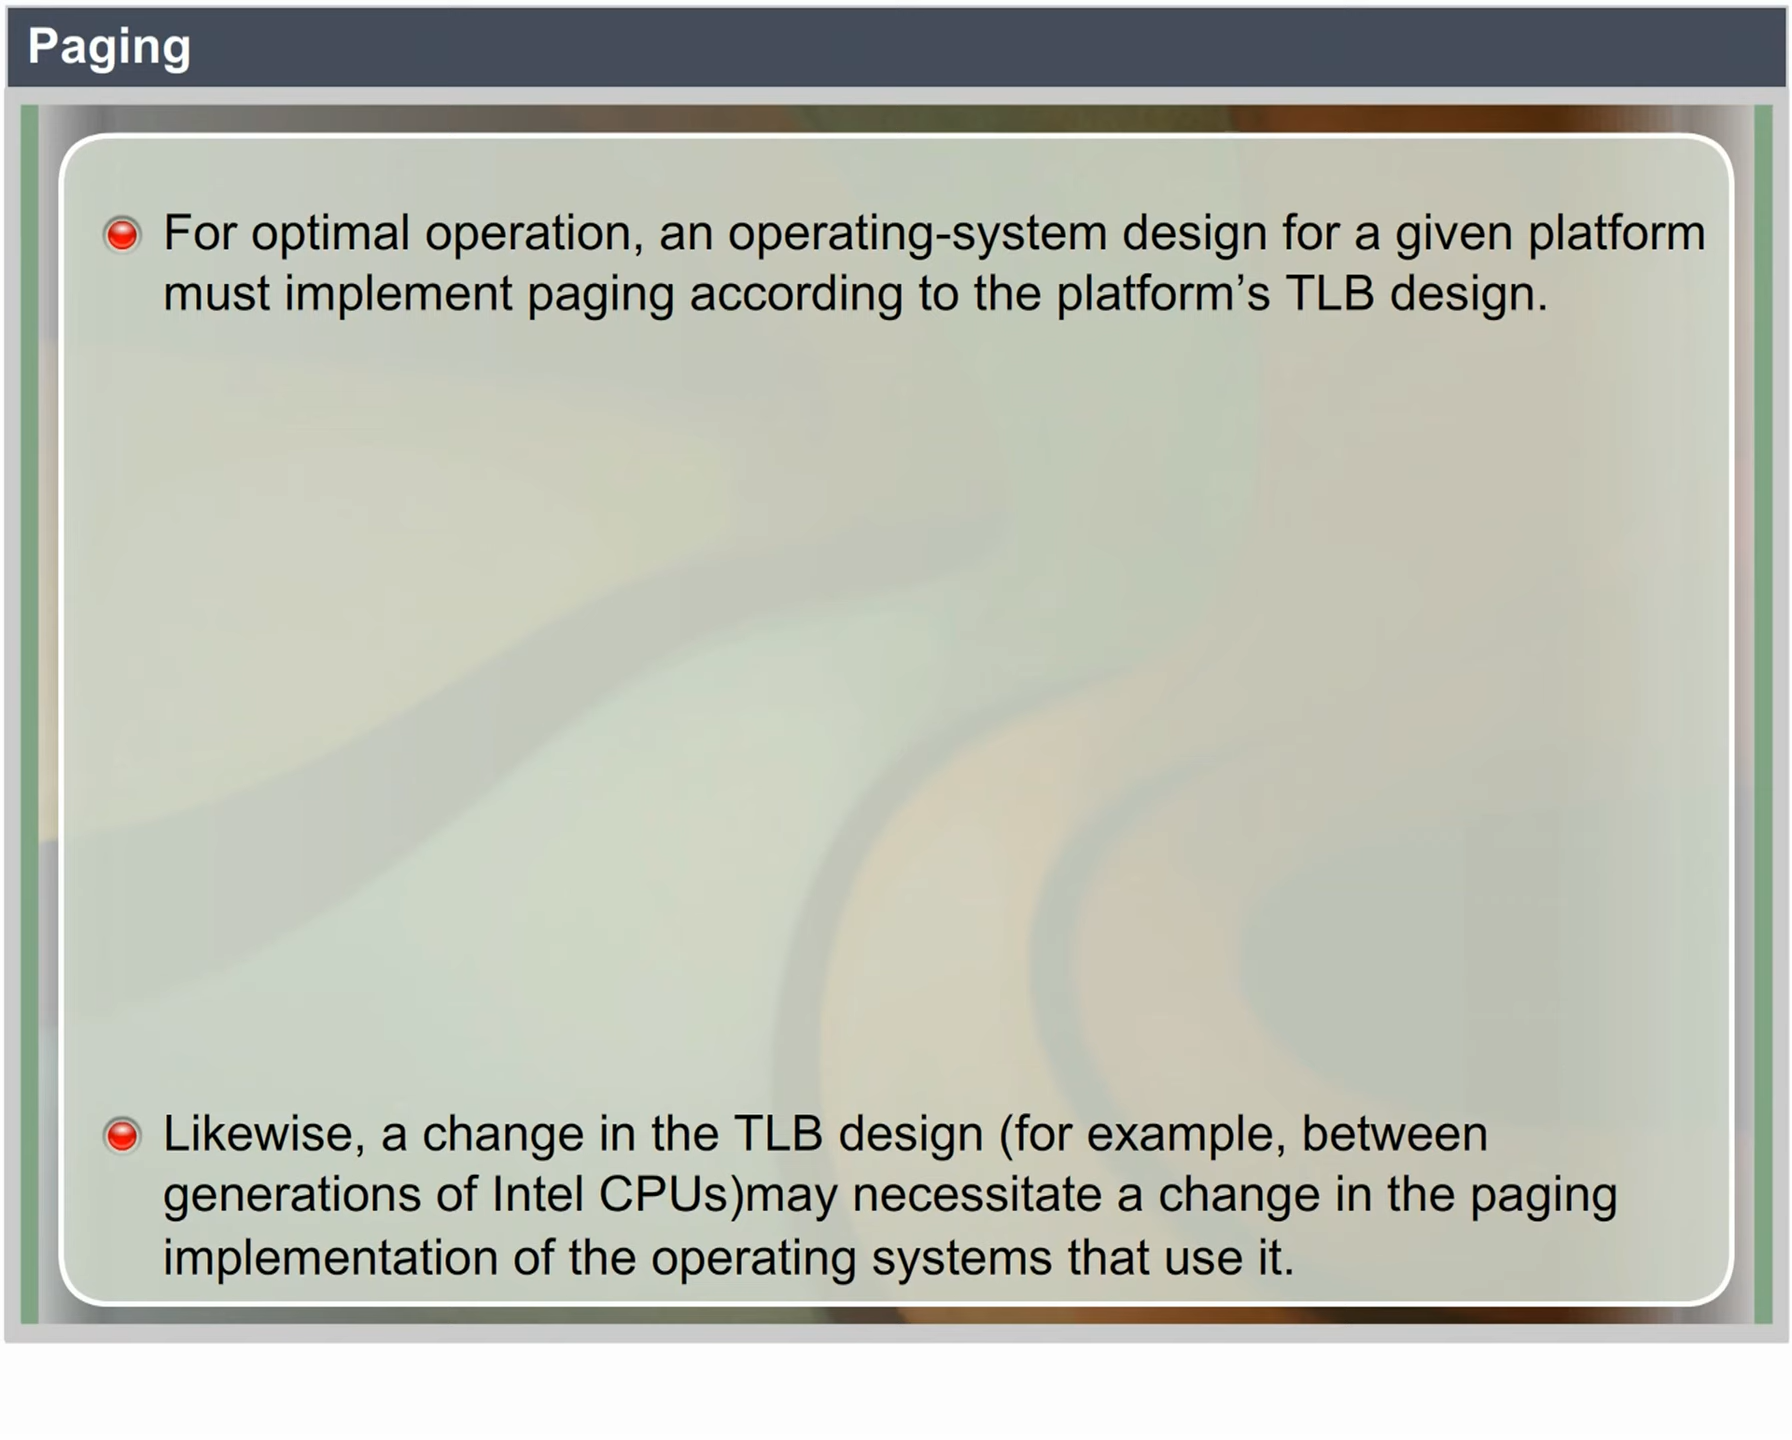 Paging
For optimal operation, an operating-system design for a given platform
must implement paging according to the platform’s TLB design.
Likewise, a change in the TLB design (for example, between
generations of Intel CPUs)may necessitate a change in the paging
implementation of the operating systems that use it.